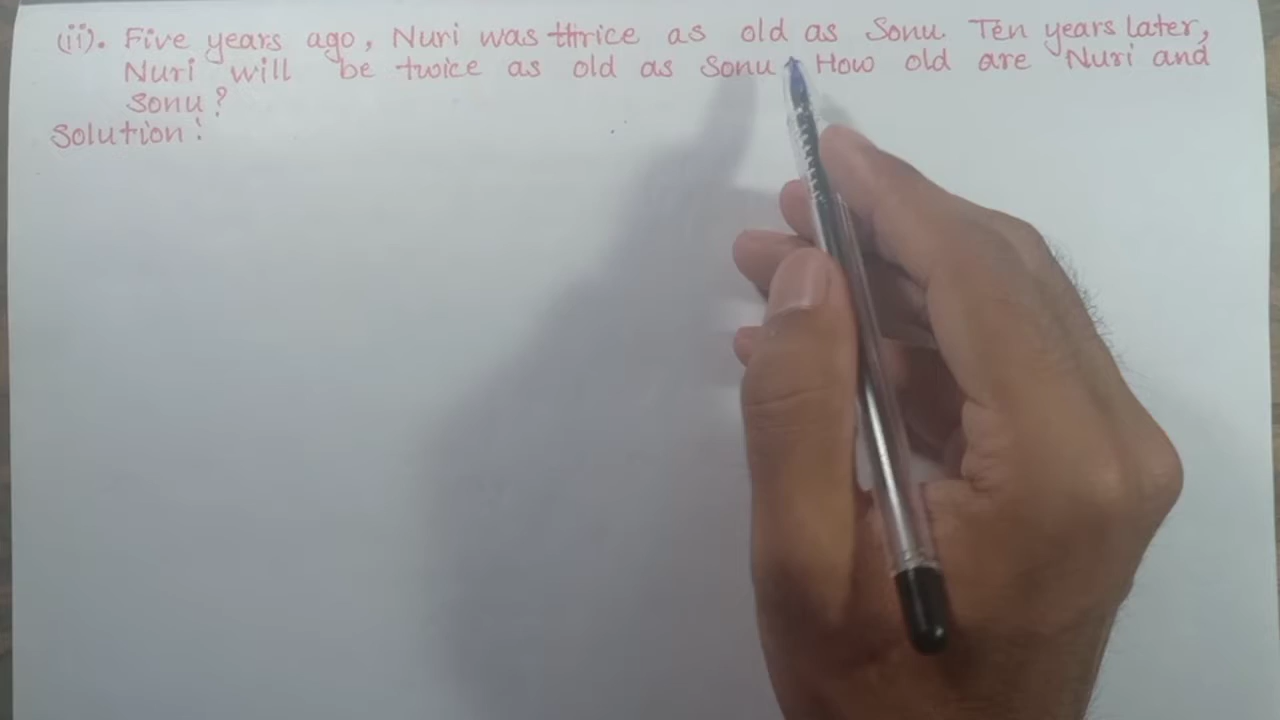 (ii). Five years ago, Nuri was thrice as old as Sonu. Ten years later,
Nuri will be twice as old as Sonu. How old are Nuri and
Sonu?
Solution: